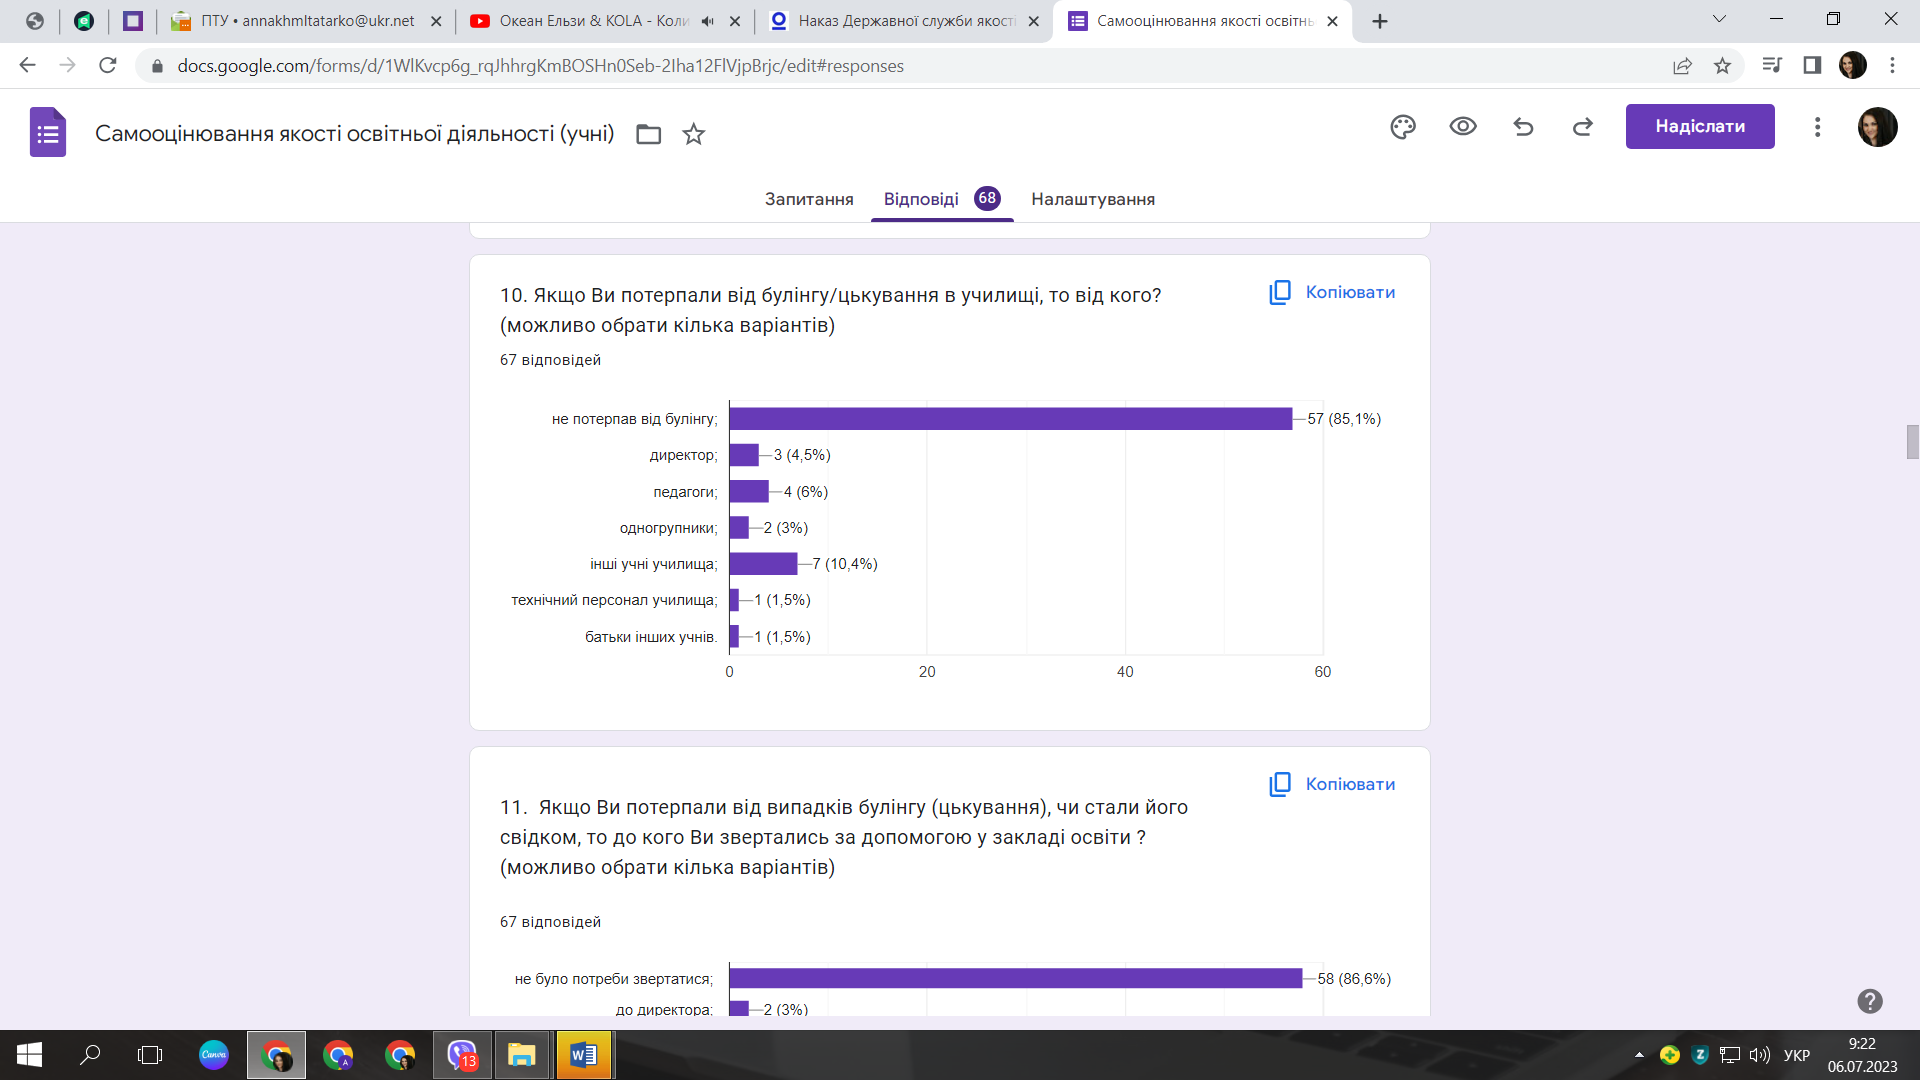 ПТУ • annakhmltatarko@ukr.net
Океан Ельзи & KOLA - Коли
Наказ Державної служби якості
Самооцінювання якості освітнь
docs.google.com/forms/d/1WlKvcp6g_rqJhhrgKmBOSHn0Seb-2Iha12FlVjpBrjc/edit#responses
Самооцінювання якості освітньої діяльності (учні)
Надіслати
Запитання
Відповіді 68
Налаштування
10. Якщо Ви потерпали від булінгу/цькування в училищі, то від кого?
(можливо обрати кілька варіантів)
Копіювати
67 відповідей
не потерпав від булінгу; 57 (85,1%)
директор; 3 (4,5%)
педагоги; 4 (6%)
одногрупники; 2 (3%)
інші учні училища; 7 (10,4%)
технічний персонал училища; 1 (1,5%)
батьки інших учнів. 1 (1,5%)
0 20 40 60
Копіювати
11. Якщо Ви потерпали від випадків булінгу (цькування), чи стали його
свідком, то до кого Ви звертались за допомогою у закладі освіти ?
(можливо обрати кілька варіантів)
67 відповідей
не було потреби звертатися; 58 (86,6%)
до директора; 2 (3%)
Canva
A
13
W
Z
УКР
9:22
06.07.2023